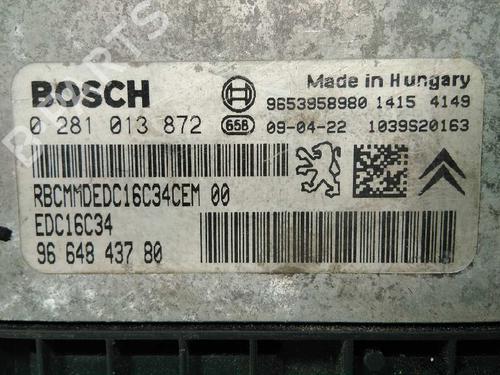 BOSCH
Made in Hungary
9653958980 1415 4149
0 281 013 872 65B 09-04-22 1039S20163
RBCMMDEDC16C34CEM 00
EDC16C34
96 648 437 80